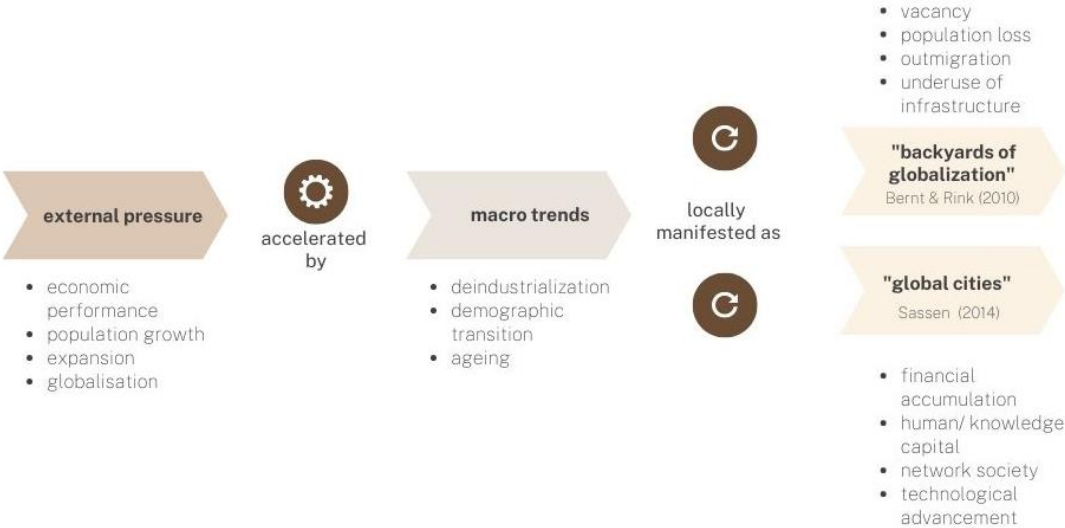 external pressure
• economic
performance
• population growth
• expansion
• globalisation
accelerated
by
macro trends
• deindustrialization
• demographic
transition
• ageing
locally
manifested as
• vacancy
• population loss
• outmigration
• underuse of
infrastructure
"backyards of
globalization"
Bernt & Rink (2010)
"global cities"
Sassen (2014)
• financial
accumulation
• human/ knowledge
capital
• network society
• technological
advancement